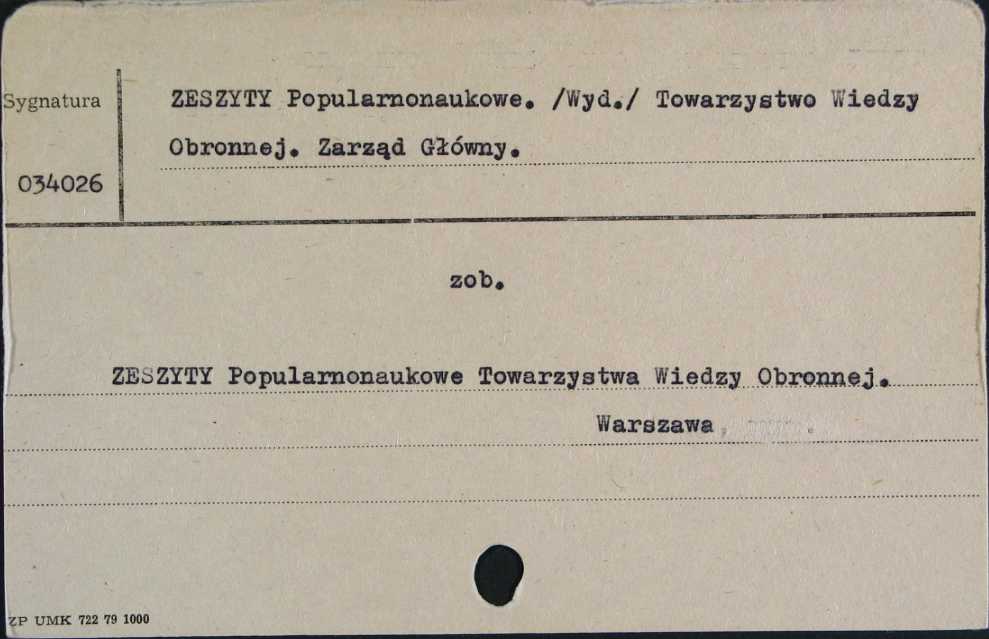 Sygnatura
ZESZYTY Popularnonaukowe. /Wyd./ Towarzystwo Wiedzy
Obronnej. Zarząd Główny.
034026
zob.
ZESZYTY Popularnonaukowe Towarzystwa Wiedzy Obronnej.
Warszawa
ZP UMK 722 79 1000